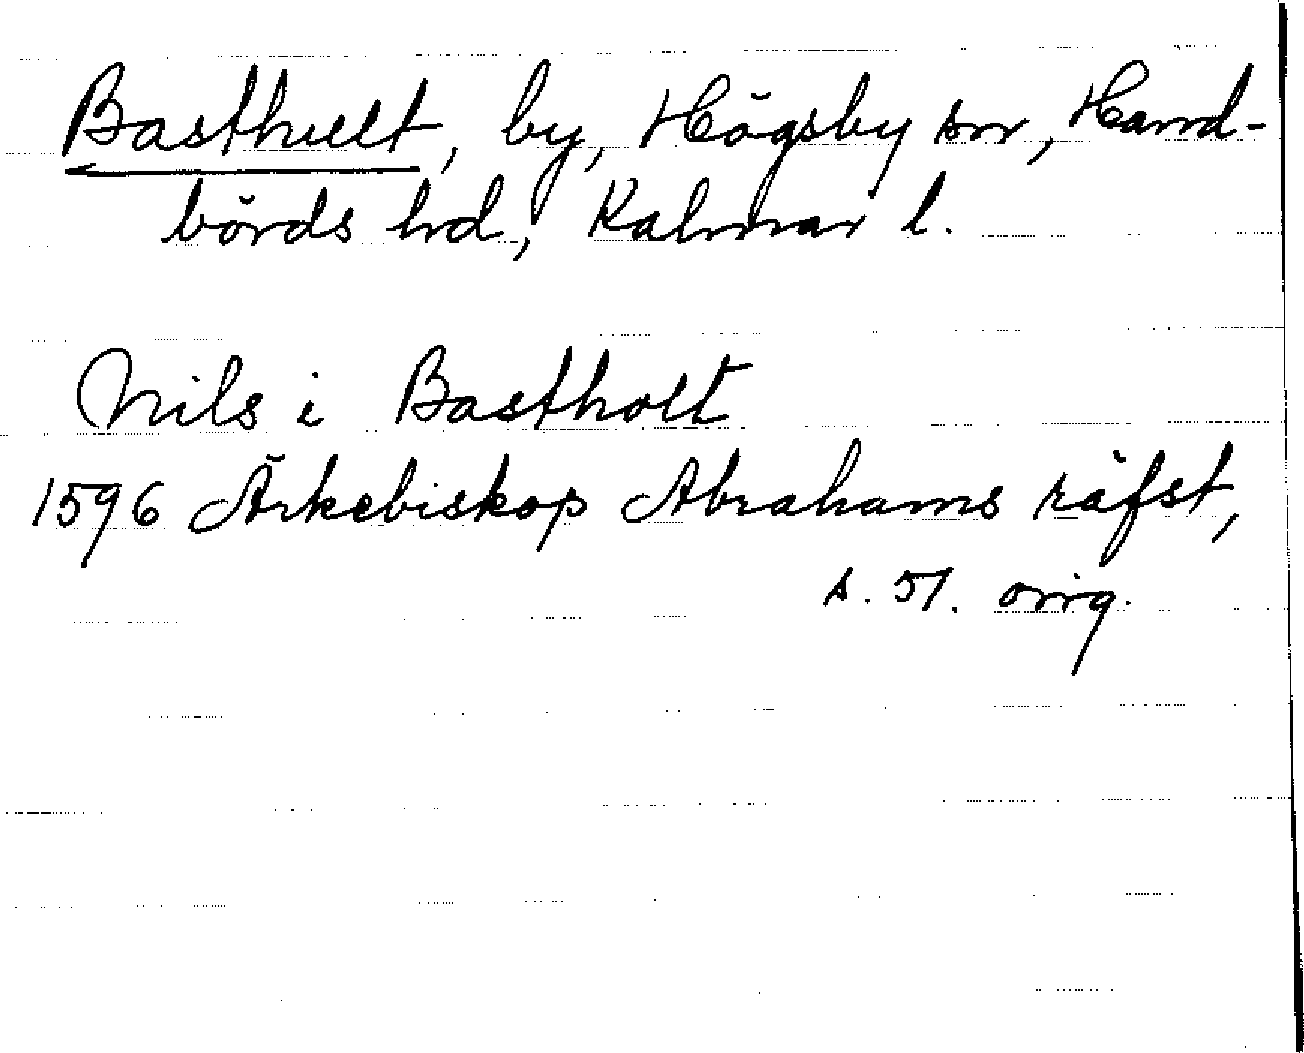 Basthult, by, Högsby sn, Hand-
börds hd, Kalmar l.
Nils i Bastholt
1596 Ärkebiskop Abrahams räfst,
s. 51. orig.